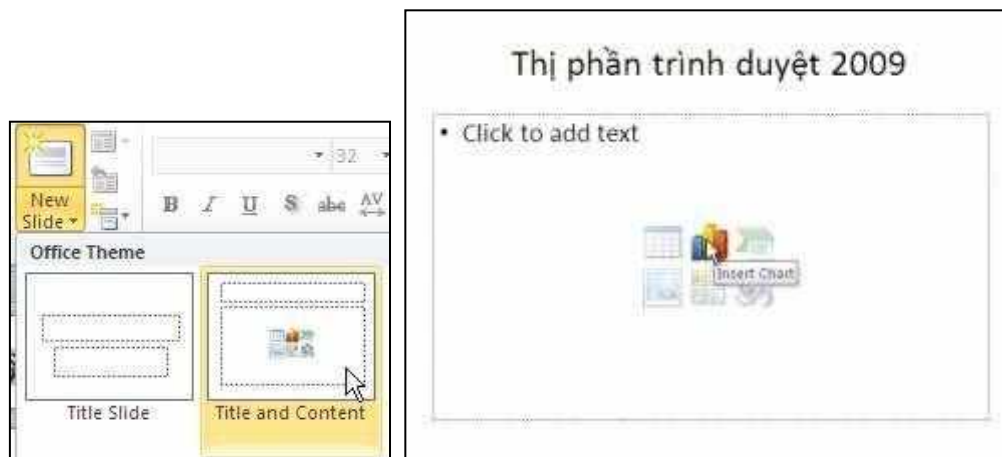 32
New
Slide
B I U S abc AV
Office Theme
Title Slide
Title and Content
Thị phần trình duyệt 2009
• Click to add text
Insert Chart